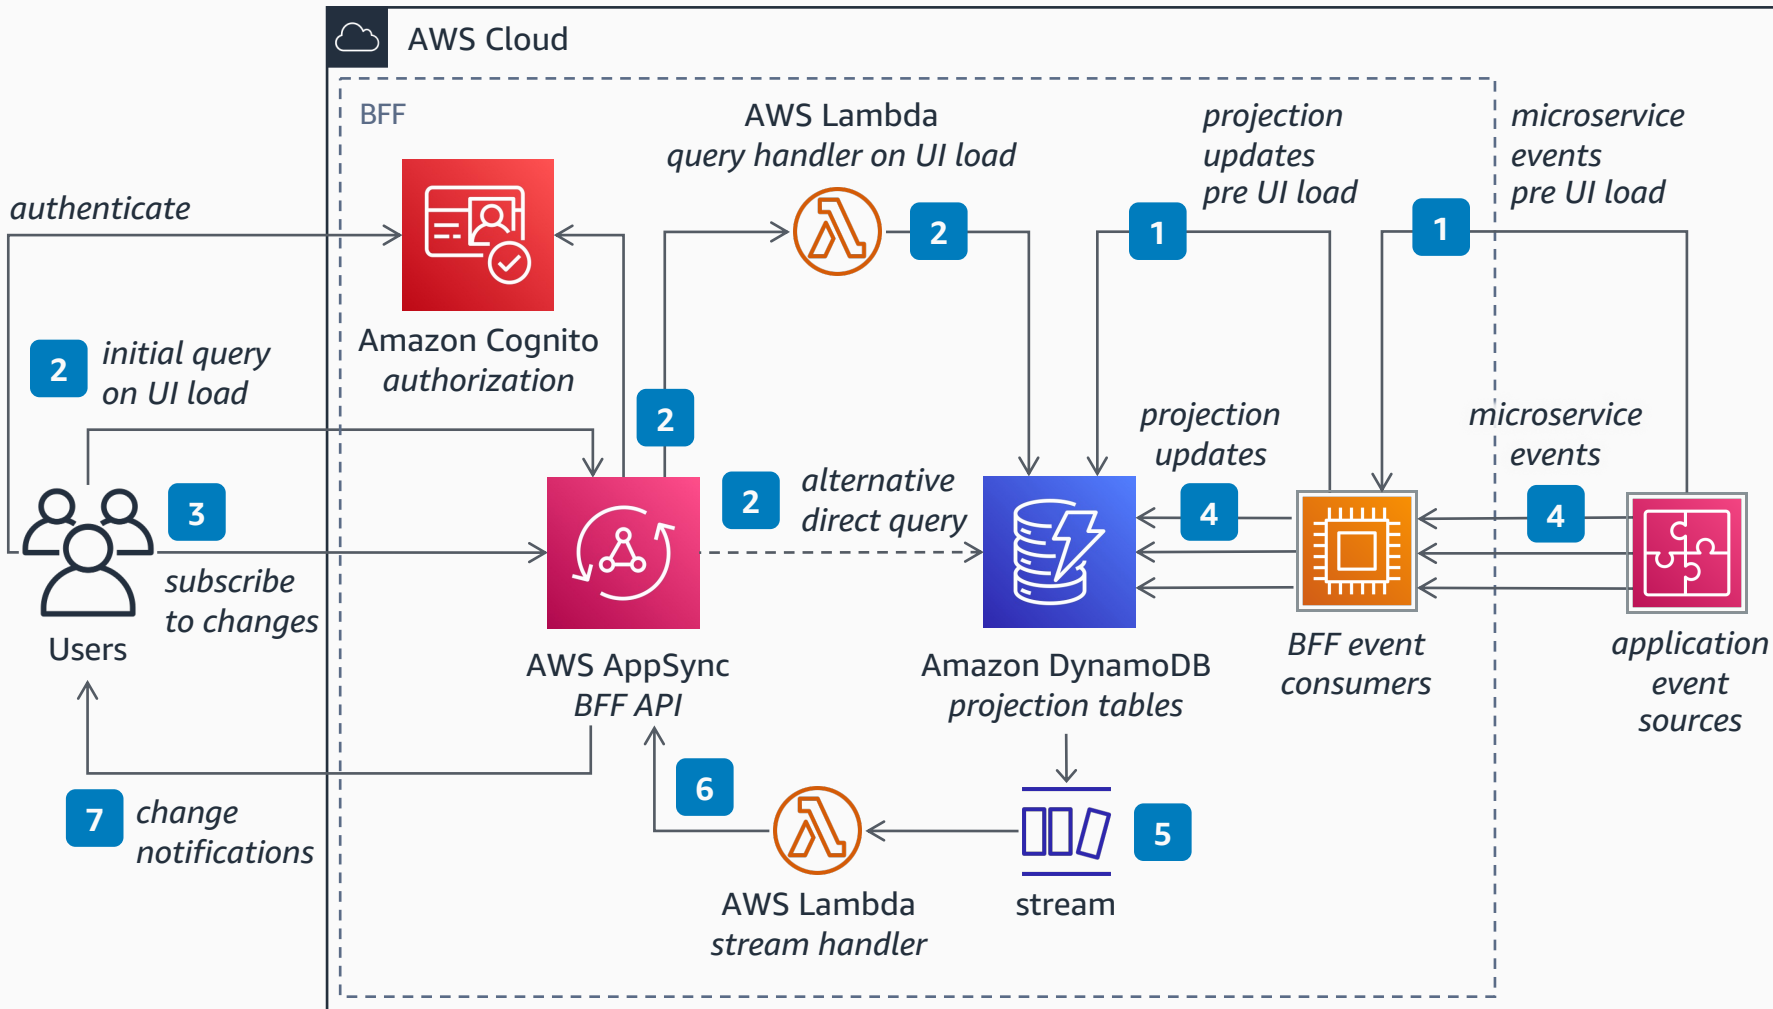 AWS Cloud
BFF
AWS Lambda
query handler on UI load
projection
updates
pre UI load
microservice
events
pre UI load
authenticate
2
1
1
Amazon Cognito
authorization
2
initial query
on UI load
2
projection
updates
microservice
events
3
2
alternative
direct query
4
4
subscribe
to changes
Users
AWS AppSync
BFF API
Amazon DynamoDB
projection tables
BFF event
consumers
application
event
sources
6
7
change
notifications
5
AWS Lambda
stream handler
stream